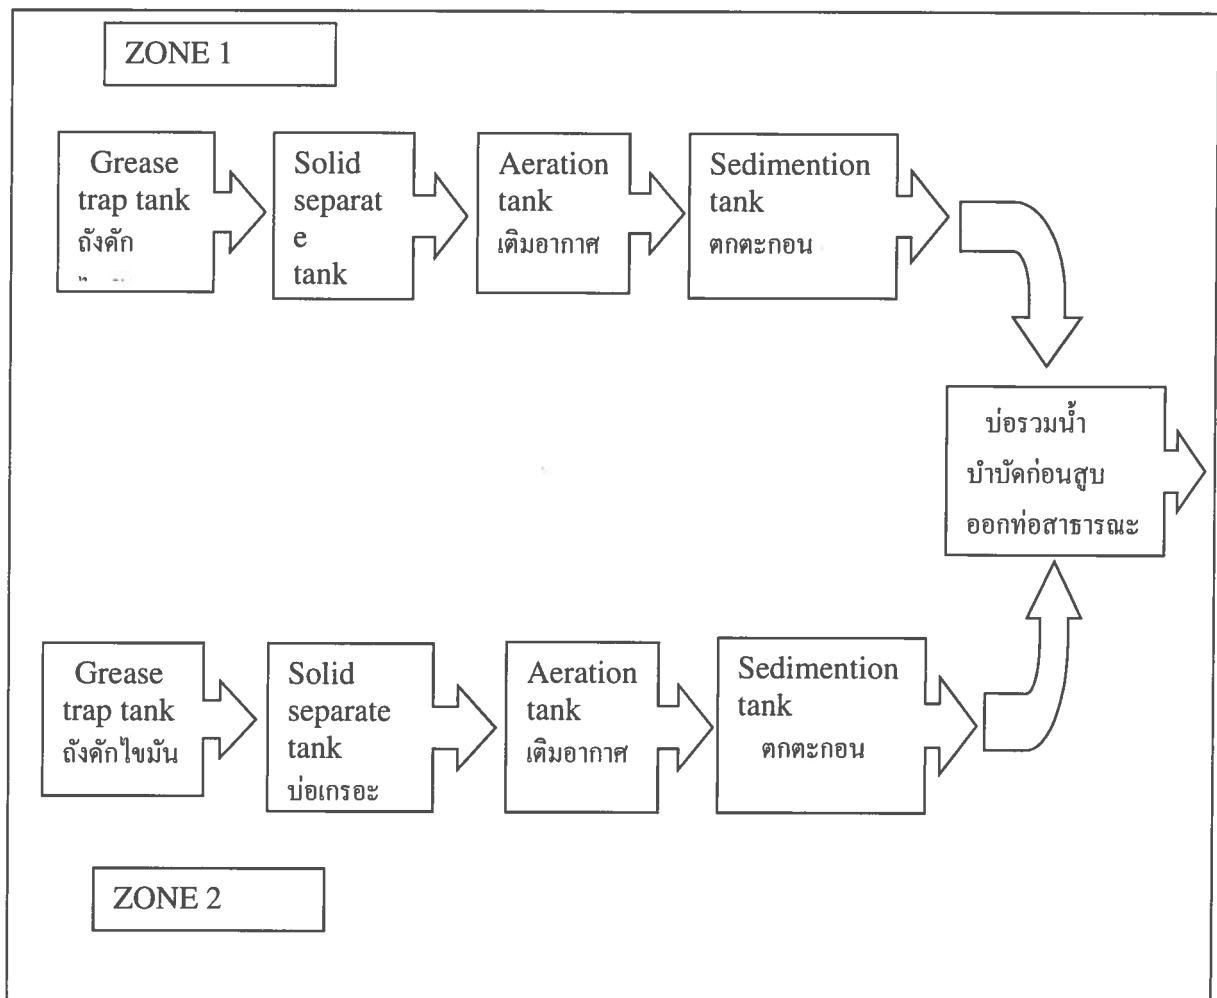 ZONE 1
Grease
trap tank
ถังดัก
Solid
separat
e
tank
Aeration
tank
เติมอากาศ
Sedimention
tank
ตกตะกอน
บ่อรวมน้ำ
บำบัดก่อนสูบ
ออกท่อสาธารณะ
Grease
trap tank
ถังดักไขมัน
Solid
separate
tank
บ่อเกรอะ
Aeration
tank
เติมอากาศ
Sedimention
tank
ตกตะกอน
ZONE 2